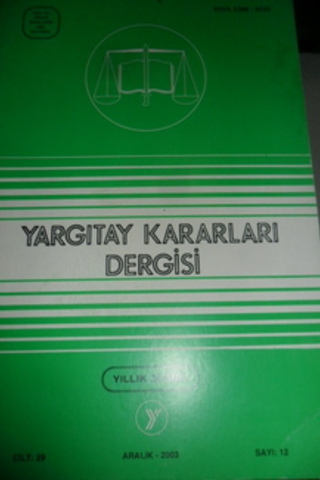 YARGITAY KARARLARI
DERGİSİ
YILLIK
CİLT: 29
ARALIK - 2003
SAYI: 12